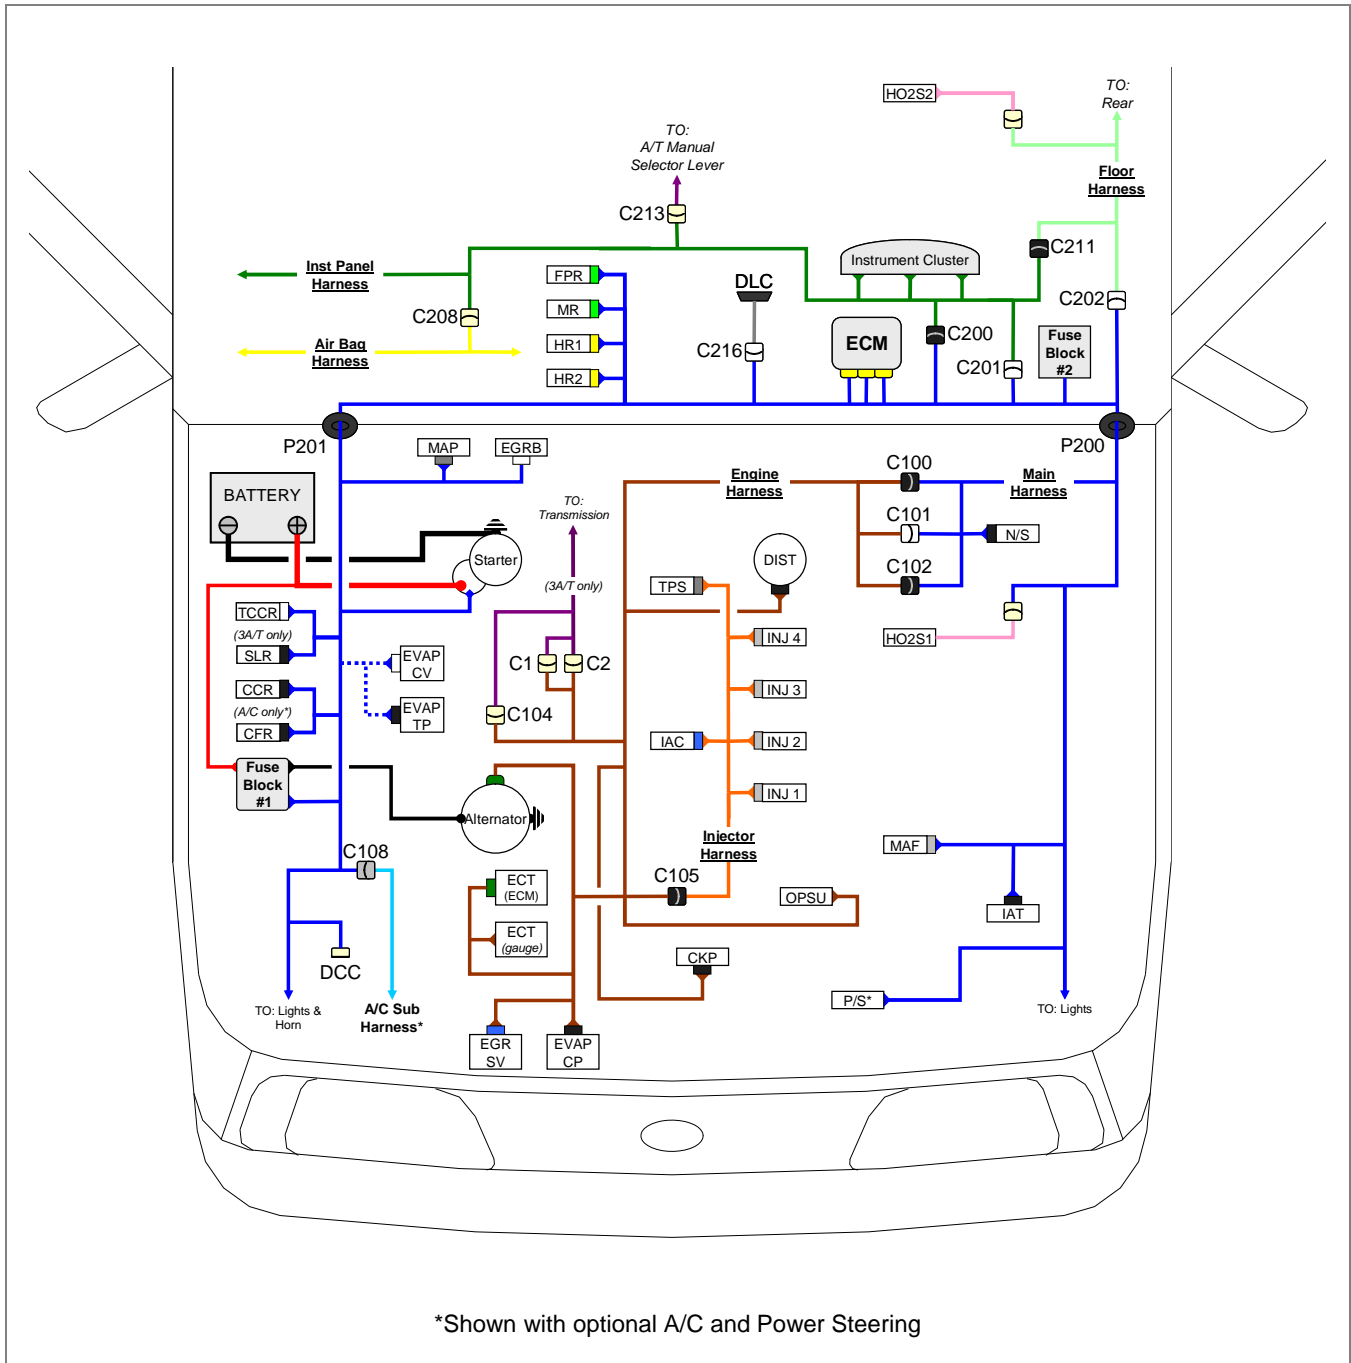 HO2S2
TO:
Rear
TO:
A/T Manual
Selector Lever
Floor
Harness
C213
C211
Inst Panel
Harness
FPR
DLC
Instrument Cluster
C202
MR
C208
C200
Air Bag
Harness
HR1
C216
ECM
Fuse
Block
#2
HR2
C201
P201
P200
MAP
EGRB
C100
Engine
Harness
Main
Harness
BATTERY
TO:
Transmission
C101
N/S
Starter
DIST
C102
(3A/T only)
TPS
TCCR
(3A/T only)
SLR
HO2S1
INJ 4
EVAP
CV
C1
C2
CCR
(A/C only*)
CFR
EVAP
TP
INJ 3
C104
IAC
INJ 2
Fuse
Block
#1
INJ 1
Alternator
Injector
Harness
C108
MAF
ECT
(ECM)
C105
OPSU
IAT
ECT
(gauge)
DCC
CKP
P/S*
TO: Lights &
Horn
A/C Sub
Harness*
TO: Lights
EGR
SV
EVAP
CP
*Shown with optional A/C and Power Steering